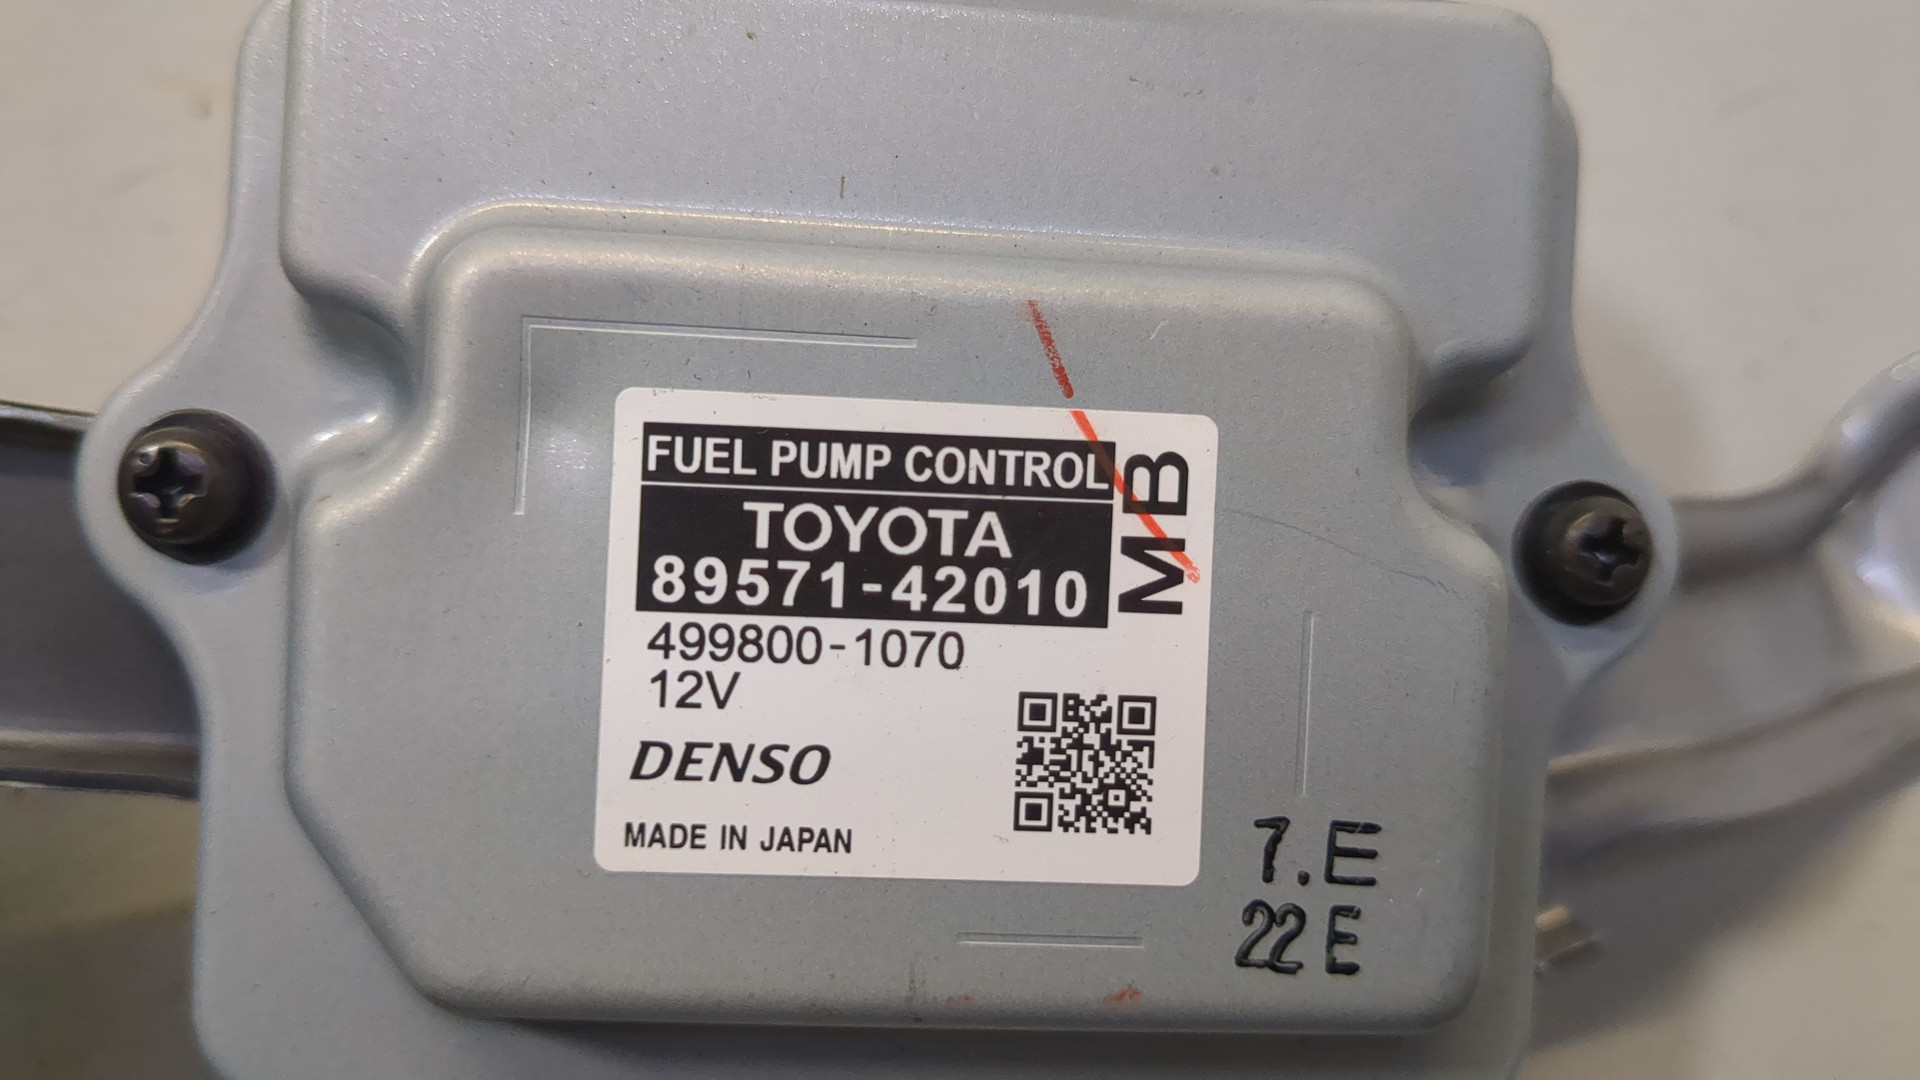 FUEL PUMP CONTROL
TOYOTA
89571-42010
MB
499800-1070
12V
DENSO
MADE IN JAPAN
7.E
22E